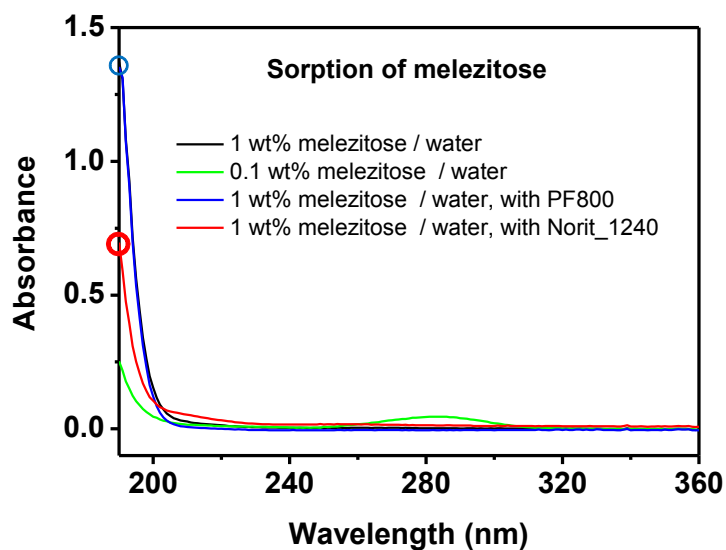 Sorption of melezitose
1 wt% melezitose / water
0.1 wt% melezitose / water
1 wt% melezitose / water, with PF800
1 wt% melezitose / water, with Norit_1240
Absorbance
1.5
1.0
0.5
0.0
200 240 280 320 360
Wavelength (nm)